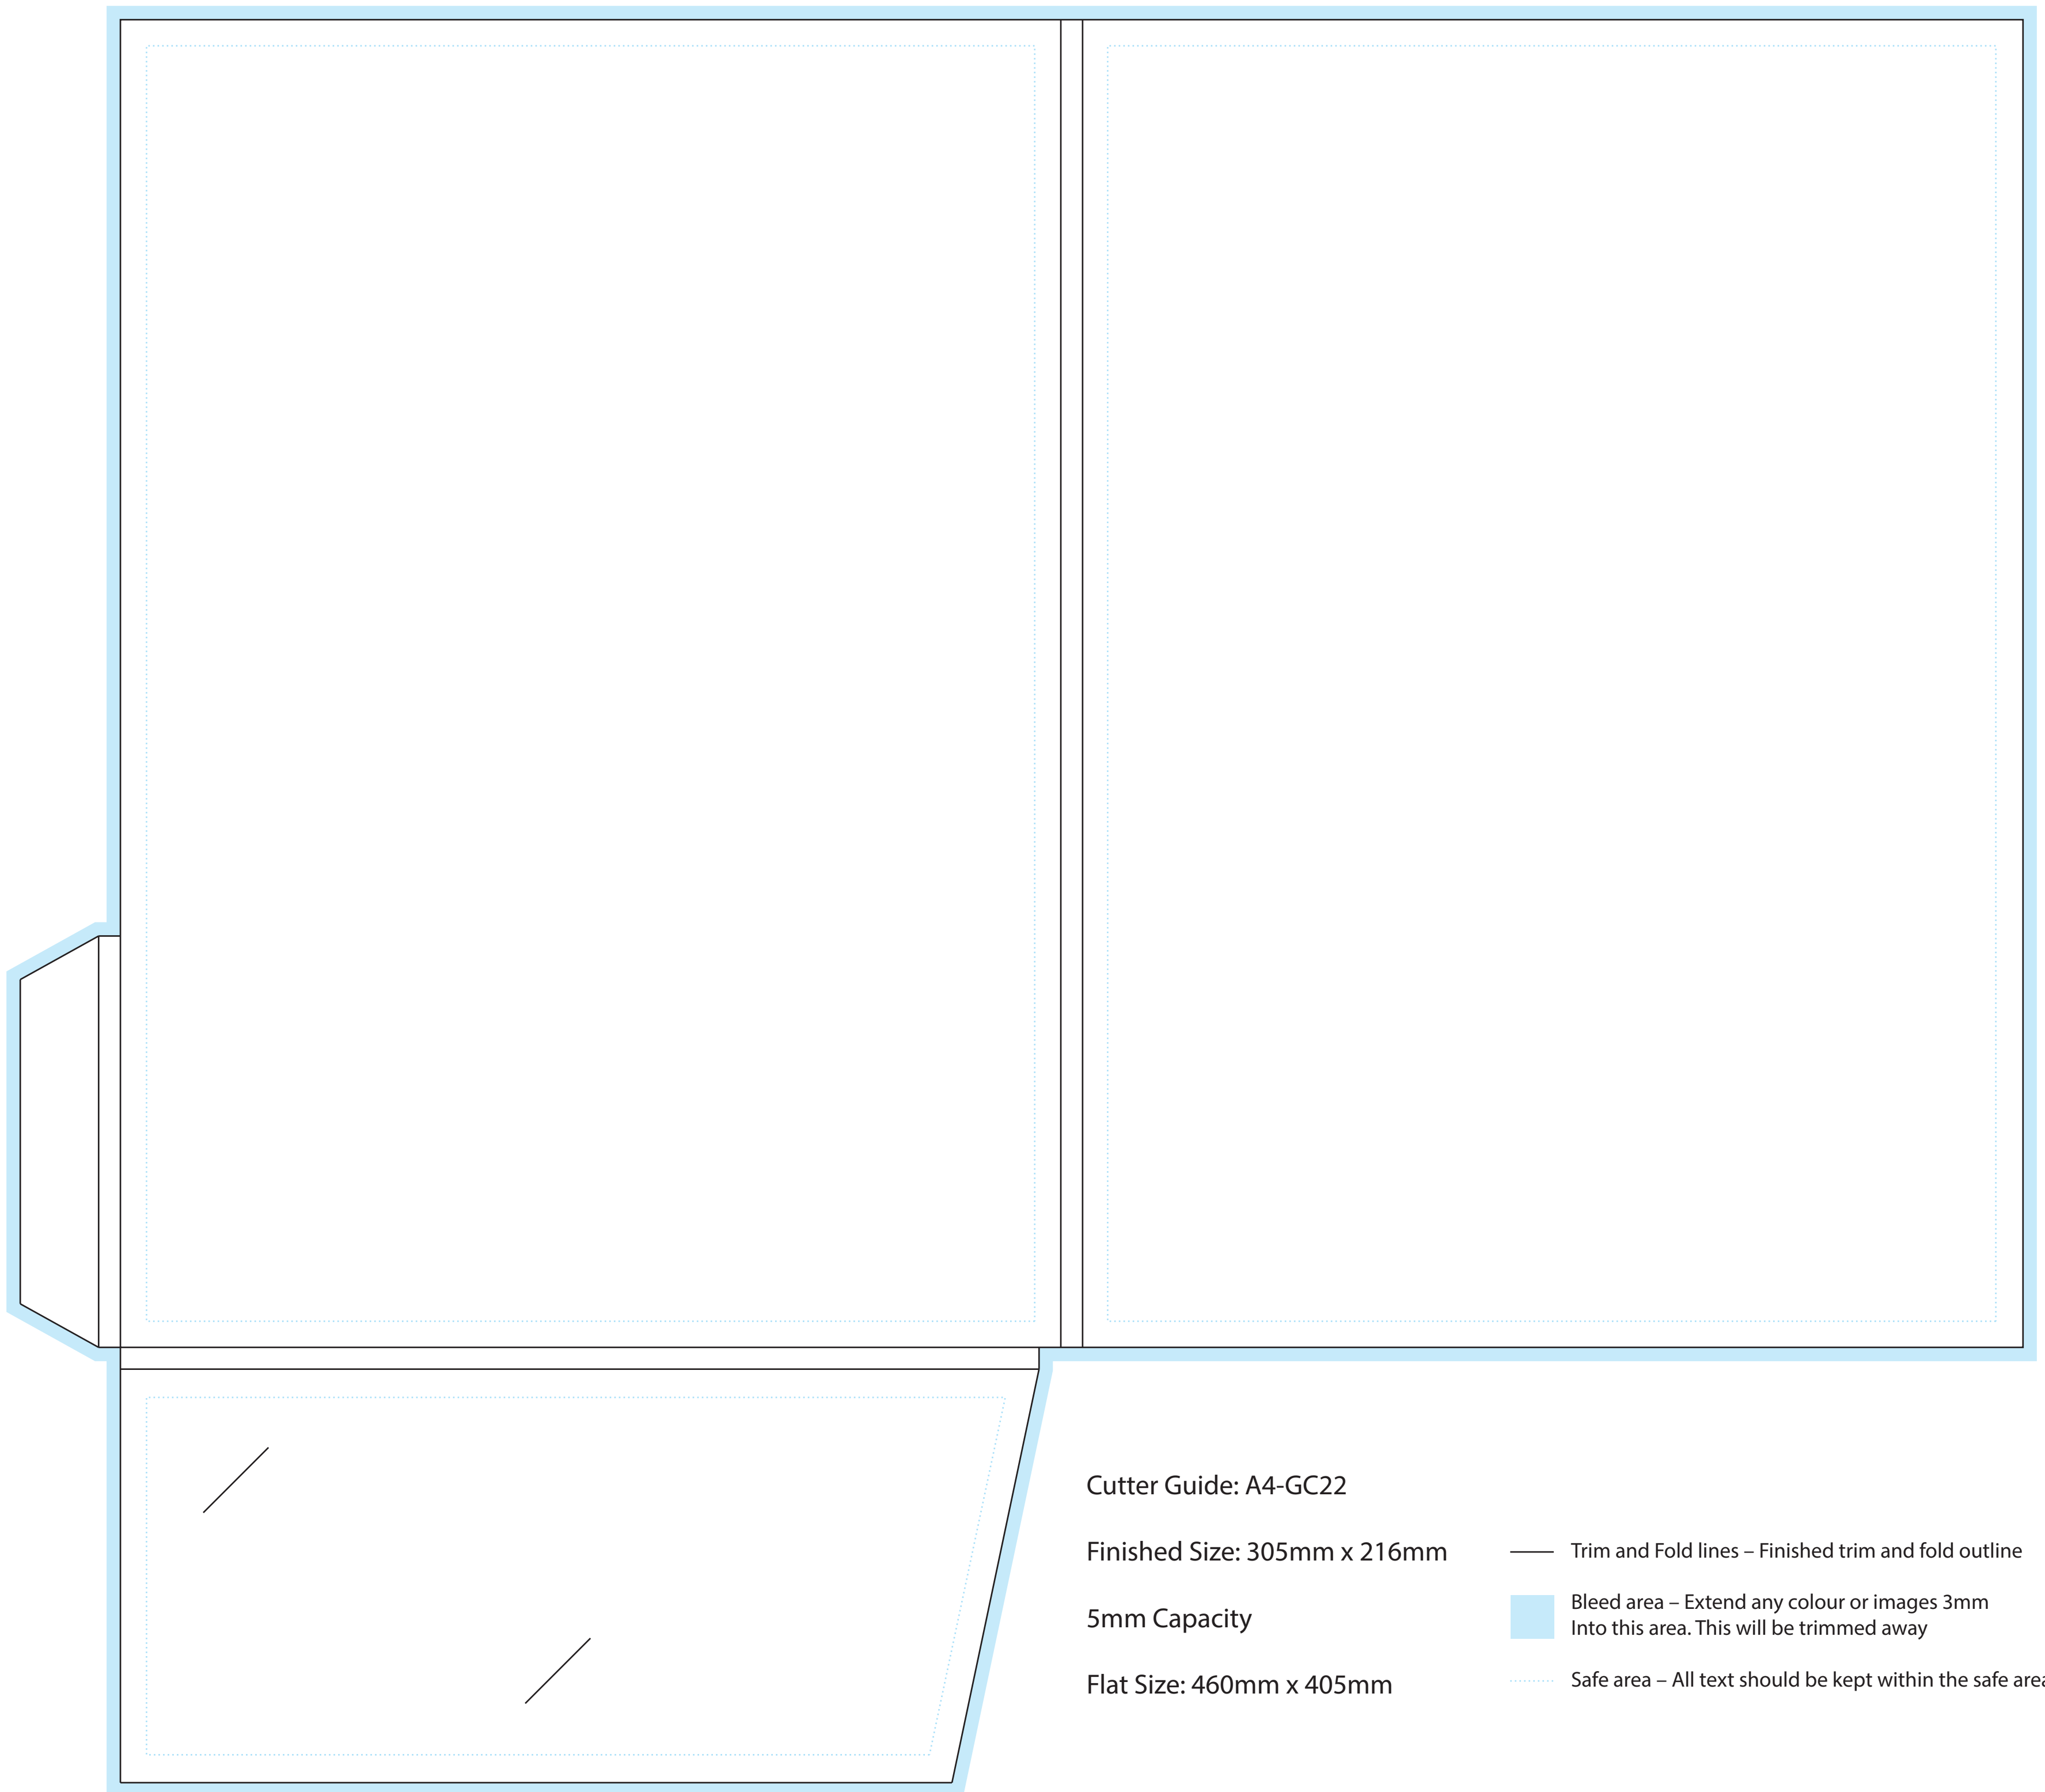 Cutter Guide: A4-GC22
Finished Size: 305mm x 216mm
5mm Capacity
Flat Size: 460mm x 405mm
Trim and Fold lines – Finished trim and fold outline
Bleed area – Extend any colour or images 3mm
Into this area. This will be trimmed away
Safe area – All text should be kept within the safe area